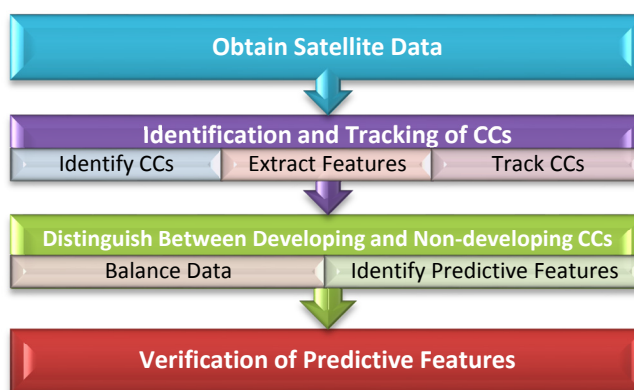 Obtain Satellite Data
Identification and Tracking of CCs
Identify CCs Extract Features Track CCs
Distinguish Between Developing and Non-developing CCs
Balance Data Identify Predictive Features
Verification of Predictive Features